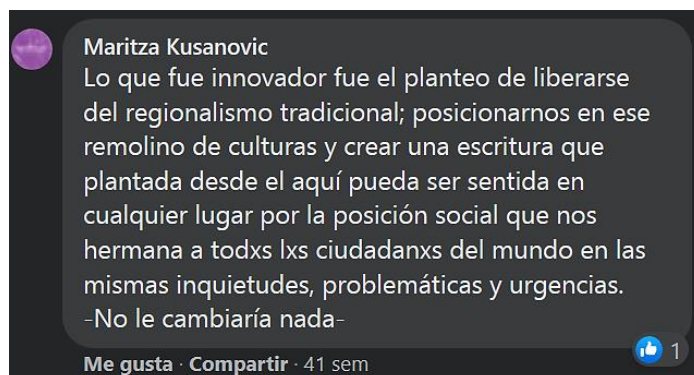 Maritza Kusanovic
Lo que fue innovador fue el planteo de liberarse
del regionalismo tradicional; posicionarnos en ese
remolino de culturas y crear una escritura que
plantada desde el aquí pueda ser sentida en
cualquier lugar por la posición social que nos
hermana a todxs lxs ciudadanxs del mundo en las
mismas inquietudes, problemáticas y urgencias.
-No le cambiaría nada-
1
Me gusta · Compartir · 41 sem